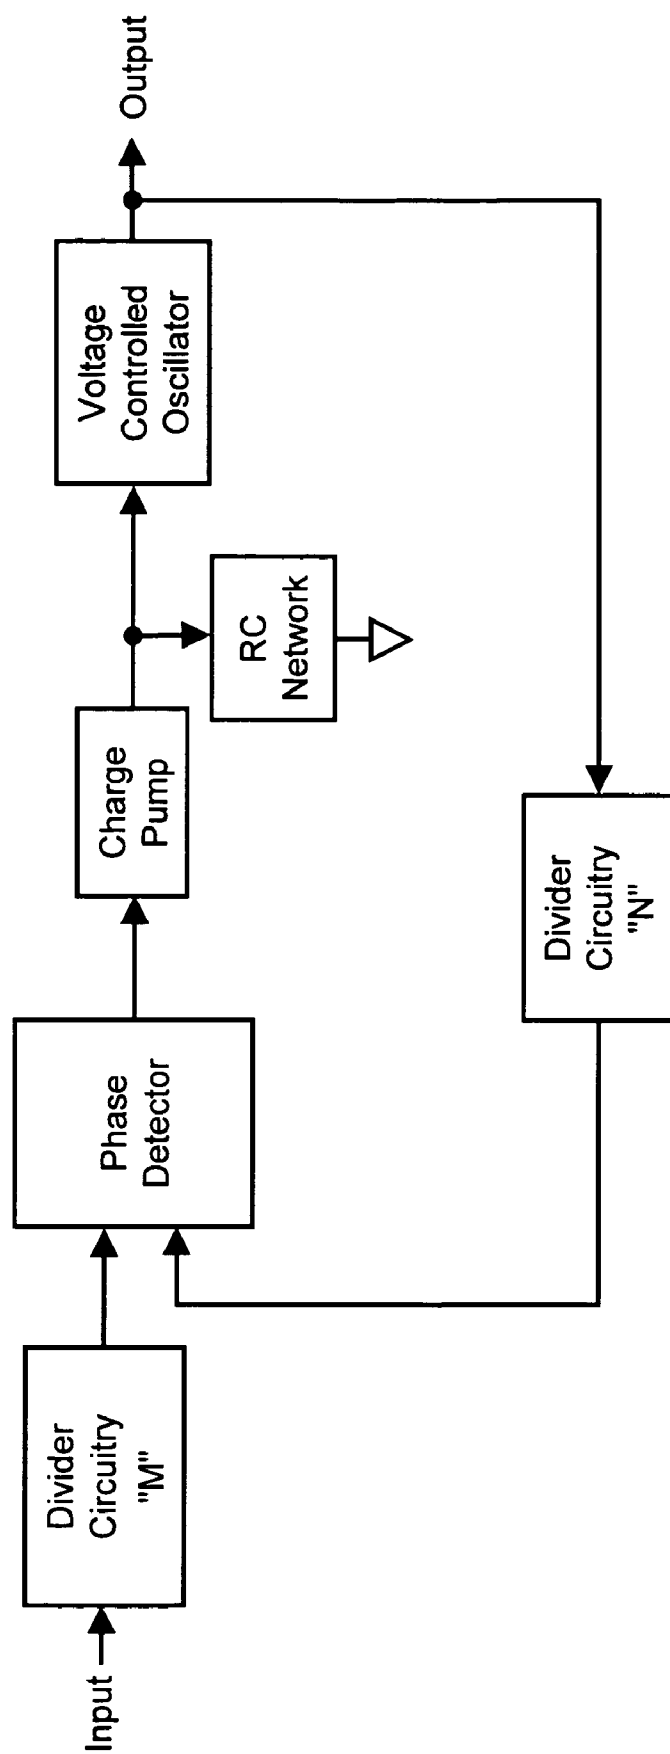 Input
Divider
Circuitry
"M"
Phase
Detector
Charge
Pump
RC
Network
Voltage
Controlled
Oscillator
Output
Divider
Circuitry
"N"